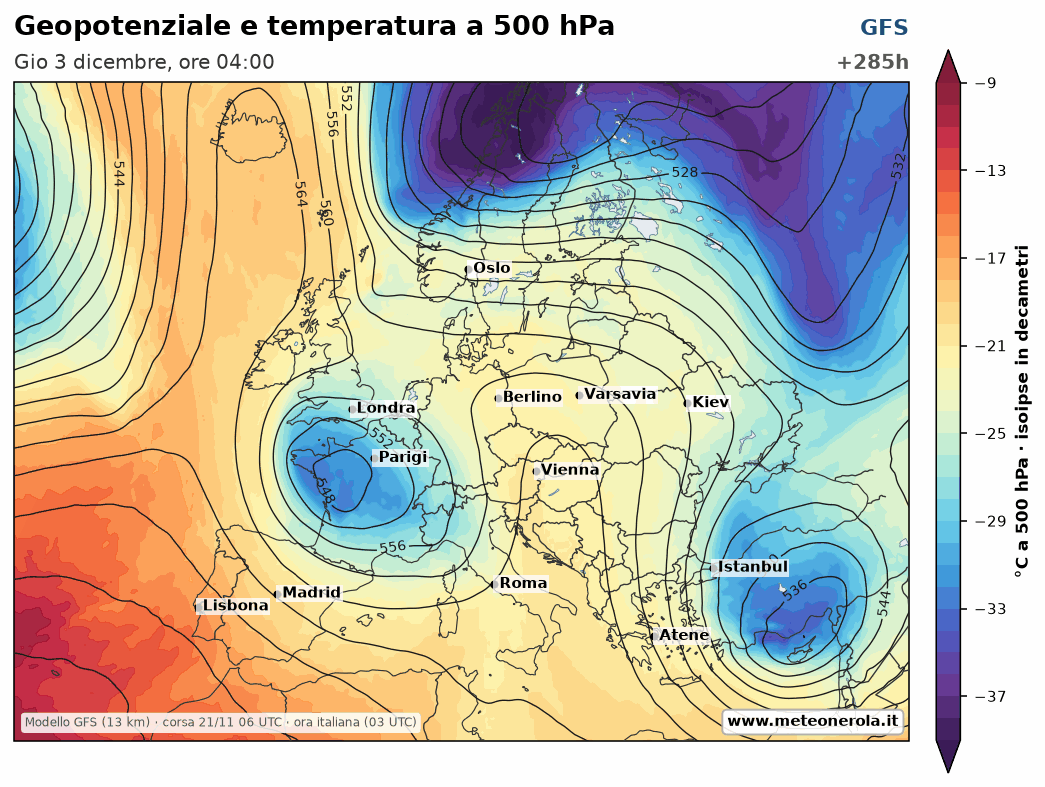 Geopotenziale e temperatura a 500 hPa
GFS
Gio 3 dicembre, ore 04:00
+285h
552
556
544
564
560
528
532
Oslo
Berlino
Varsavia
Kiev
Londra
552
Parigi
Vienna
548
556
Istanbul
536
544
Roma
Madrid
Lisbona
Atene
Modello GFS (13 km) · corsa 21/11 06 UTC · ora italiana (03 UTC)
www.meteonerola.it
−9
−13
−17
−21
−25
−29
−33
−37
°C a 500 hPa · isoipse in decametri